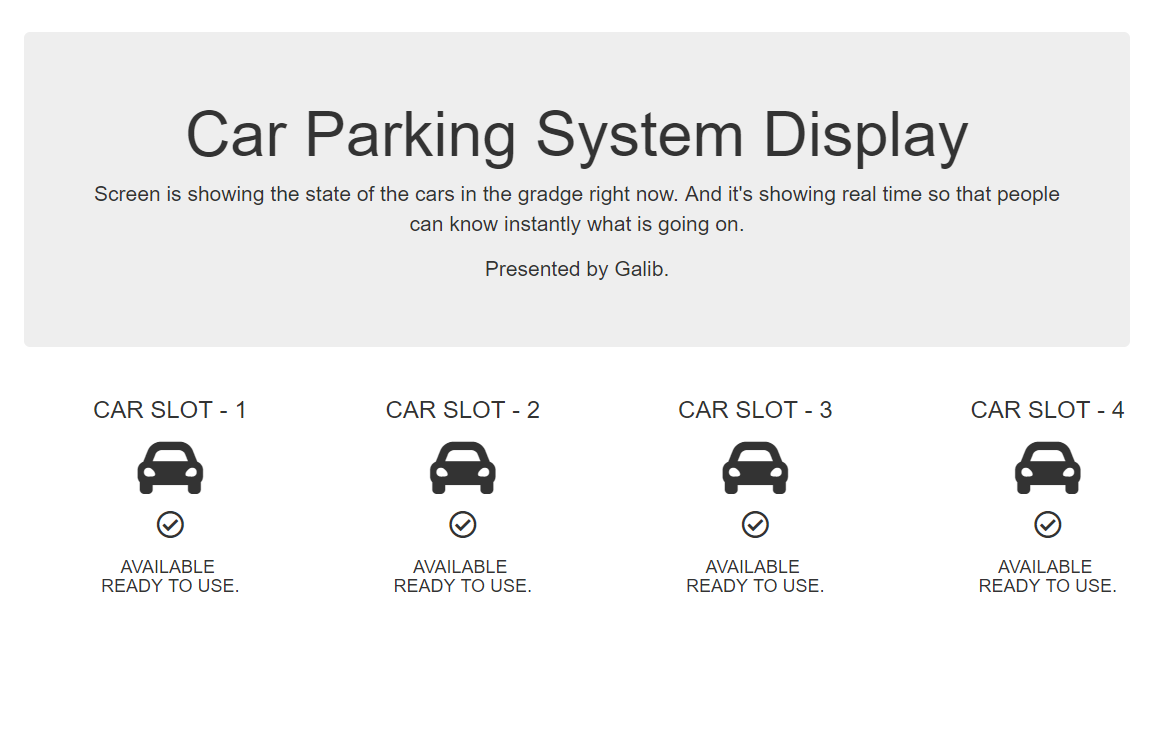 Car Parking System Display
Screen is showing the state of the cars in the gradge right now. And it's showing real time so that people
can know instantly what is going on.
Presented by Galib.
CAR SLOT - 1
AVAILABLE
READY TO USE.
CAR SLOT - 2
AVAILABLE
READY TO USE.
CAR SLOT - 3
AVAILABLE
READY TO USE.
CAR SLOT - 4
AVAILABLE
READY TO USE.